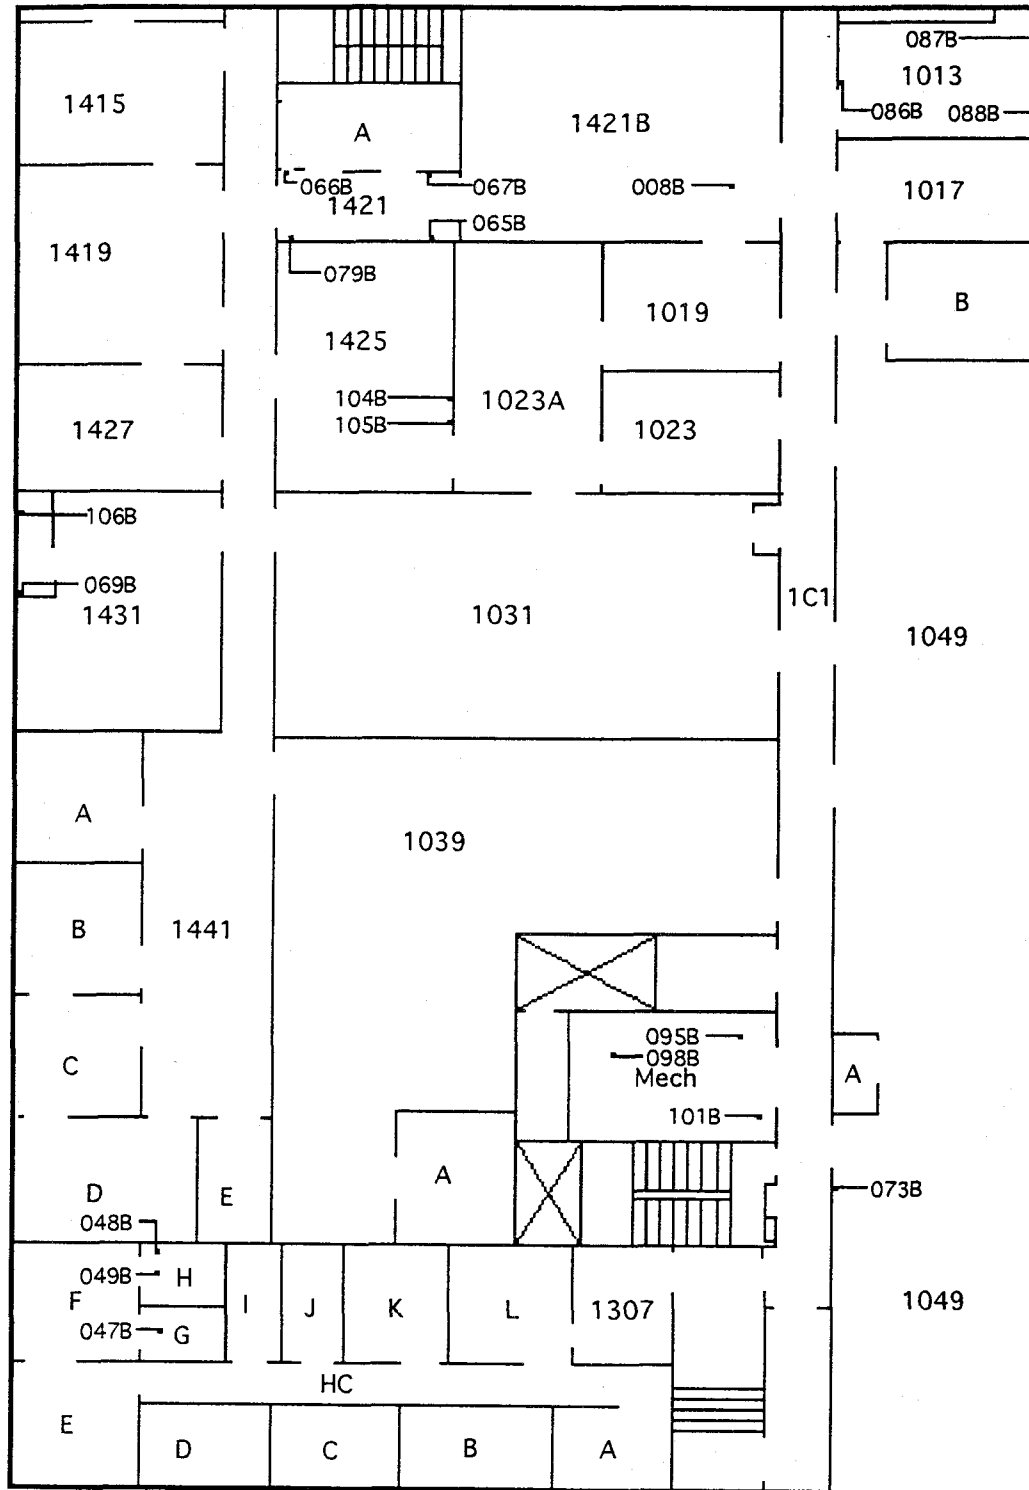 087B
1013
1415
086B 088B
1421B
A
066B
067B
008B
1017
1421
065B
1419
079B
B
1019
1425
104B
1023A
105B
1427
1023
106B
069B
1C1
1431
1031
1049
A
1039
B
1441
095B
098B
C
A
Mech
101B
A
D
E
073B
048B
049B
H
F
I
J
K
L
1307
1049
047B
G
HC
E
D
C
B
A